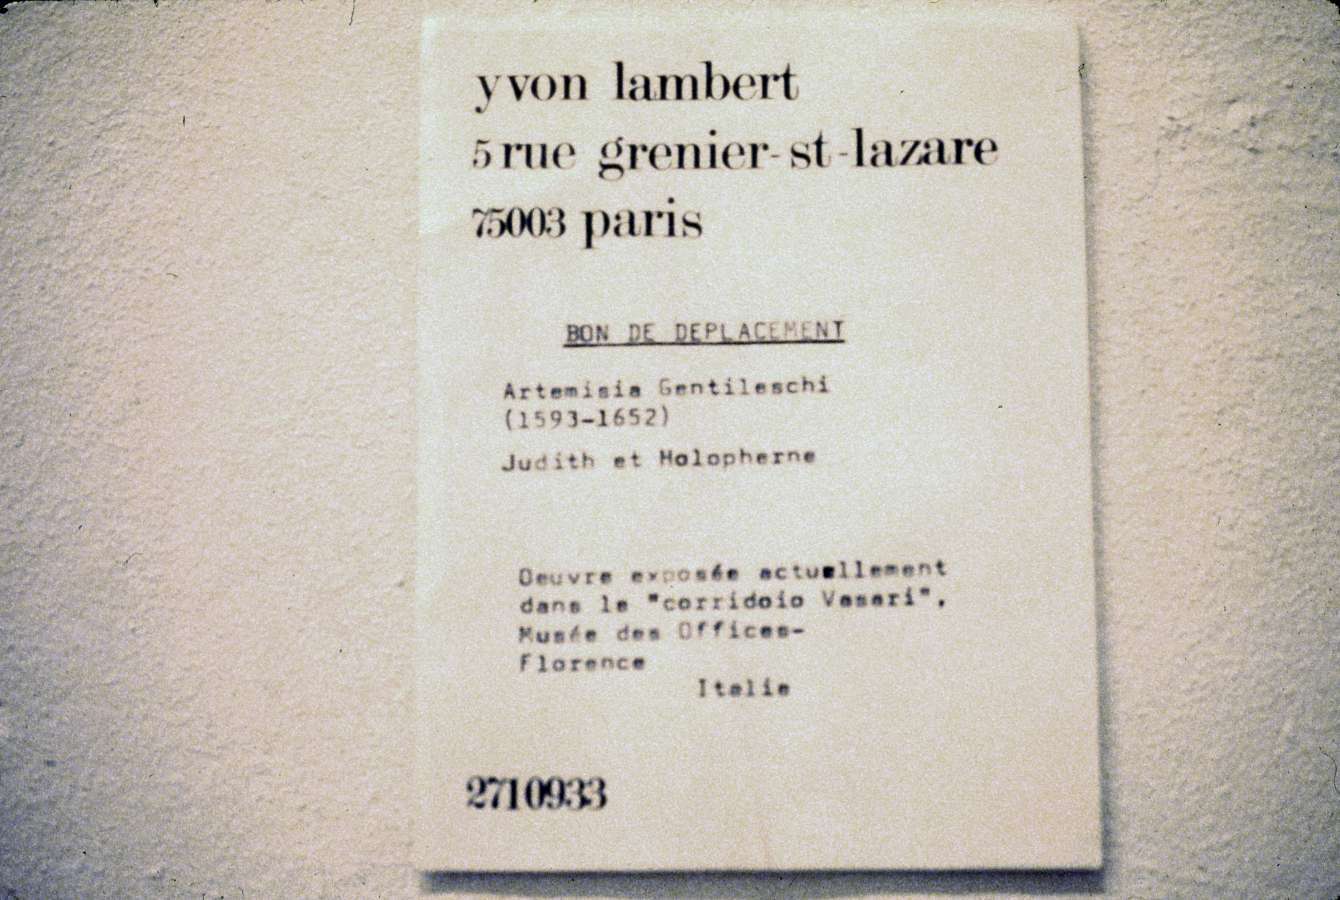 yvon lambert
5 rue grenier-st-lazare
75003 paris
BON DE DEPLACEMENT
Artemisia Gentileschi
(1593-1652)
Judith et Holopherne
Oeuvre exposée actuellement
dans le "corridoio Vasari",
Musée des Offices-
Florence
Italie
2710933